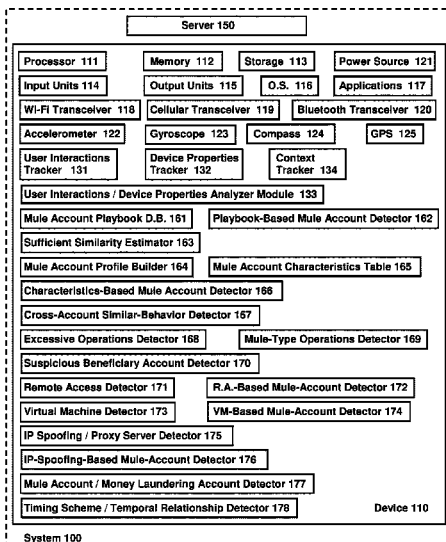 Server 150
Processor 111 Memory 112 Storage 113 Power Source 121
Input Units 114 Output Units 115 O.S. 116 Applications 117
Wi-Fi Transceiver 118 Cellular Transceiver 119 Bluetooth Transceiver 120
Accelerometer 122 Gyroscope 123 Compass 124 GPS 125
User Interactions Tracker 131 Device Properties Tracker 132 Context Tracker 134
User Interactions / Device Properties Analyzer Module 133
Mule Account Playbook D.B. 161 Playbook-Based Mule Account Detector 162
Sufficient Similarity Estimator 163
Mule Account Profile Builder 164 Mule Account Characteristics Table 165
Characteristics-Based Mule Account Detector 166
Cross-Account Similar-Behavior Detector 167
Excessive Operations Detector 168 Mule-Type Operations Detector 169
Suspicious Beneficiary Account Detector 170
Remote Access Detector 171 R.A.-Based Mule-Account Detector 172
Virtual Machine Detector 173 VM-Based Mule-Account Detector 174
IP Spoofing / Proxy Server Detector 175
IP-Spoofing-Based Mule-Account Detector 176
Mule Account / Money Laundering Account Detector 177
Timing Scheme / Temporal Relationship Detector 178 Device 110
System 100